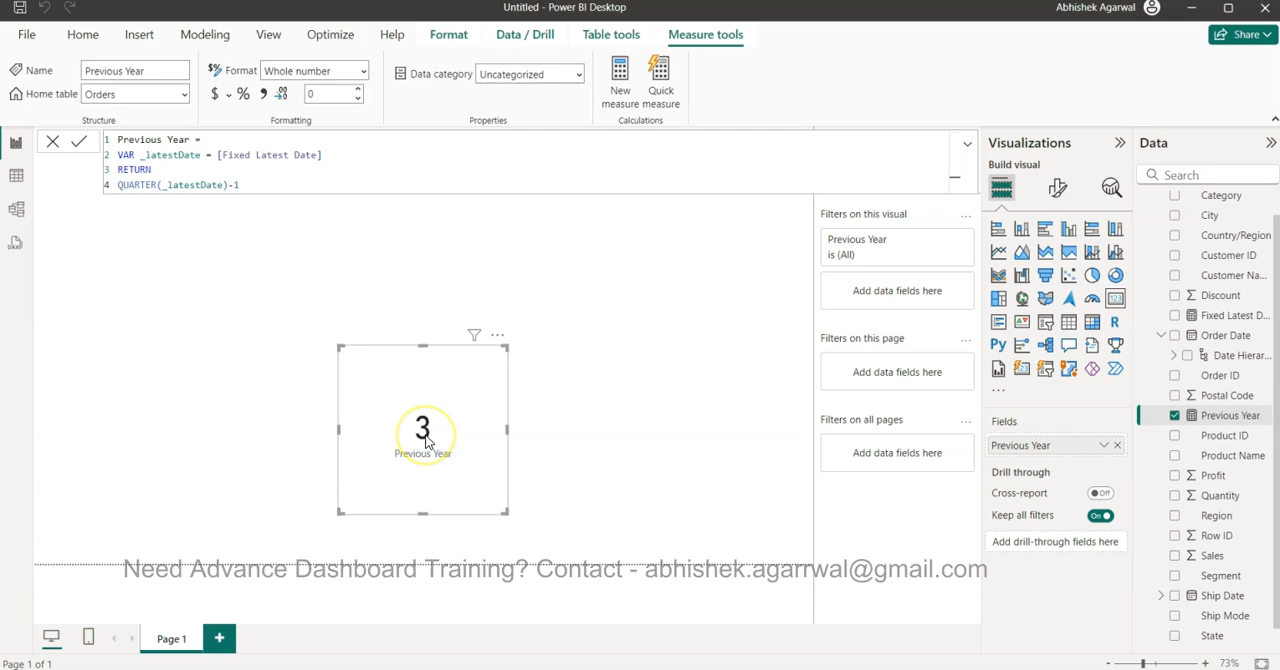 Untitled - Power BI Desktop
Abhishek Agarwal
File Home Insert Modeling View Optimize Help Format Data / Drill Table tools Measure tools
Share
Name Previous Year
Home table Orders
Structure
Format Whole number
$ % 0
Formatting
Data category Uncategorized
Properties
New measure
Quick measure
Calculations
1 Previous Year =
2 VAR _latestDate = [Fixed Latest Date]
3 RETURN
4 QUARTER(_latestDate)-1
3
Previous Year
Filters on this visual ...
Previous Year
is (All)
Add data fields here
Filters on this page ...
Add data fields here
Filters on all pages ...
Add data fields here
Visualizations
Build visual
R
Py
...
Fields
Previous Year
Drill through
Cross-report Off
Keep all filters On
Add drill-through fields here
Data
Search
Category
City
Country/Region
Customer ID
Customer Na...
Discount
Fixed Latest D...
Order Date
Date Hierar...
Order ID
Postal Code
Previous Year
Product ID
Product Name
Profit
Quantity
Region
Row ID
Sales
Segment
Ship Date
Ship Mode
State
Need Advance Dashboard Training? Contact - abhishek.agarrwal@gmail.com
Page 1
Page 1 of 1
- + 73%